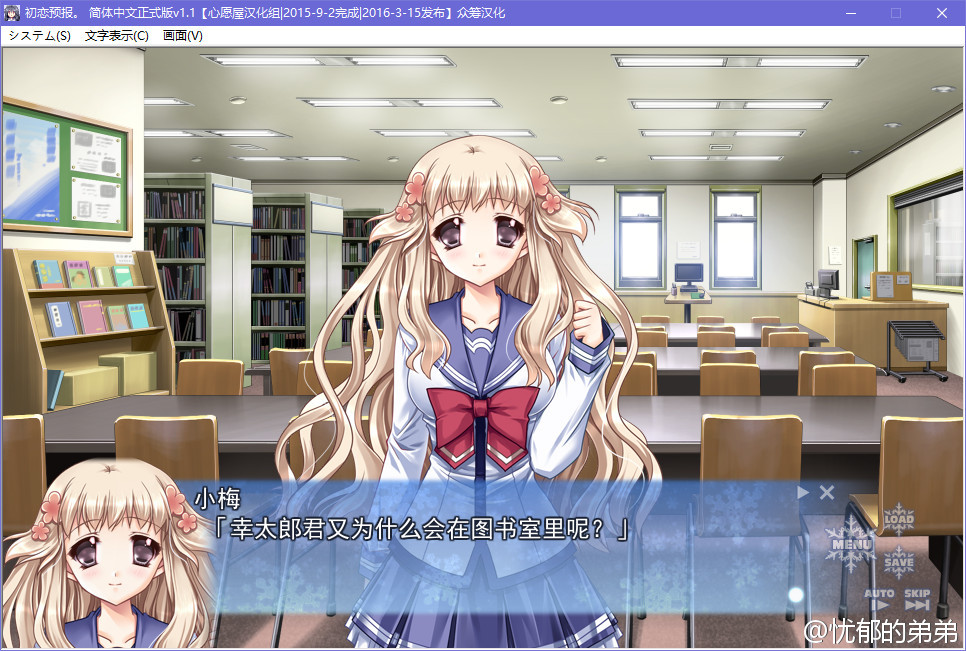 初恋预报。 简体中文正式版v1.1【心愿屋汉化组|2015-9-2完成|2016-3-15发布】众筹汉化
システム(S) 文字表示(C) 画面(V)
小梅
「幸太郎君又为什么会在图书室里呢？」
LOAD
MENU
SAVE
AUTO SKIP
@忧郁的弟弟